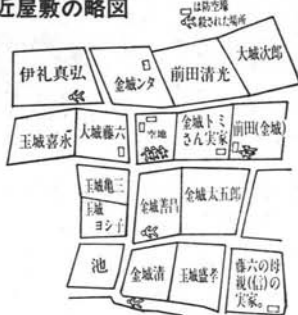 近屋敷の略図
□は防空壕
殺された場所
伊礼真弘
金城ンタ
前田清光
大城次郎
玉城喜永
大城藤六
空地
金城トミさん実家
前田(金城)
玉城亀三
玉城ヨシ子
金城善昌
金城太五郎
池
金城清
玉城盛孝
藤六の母親(信)の実家。